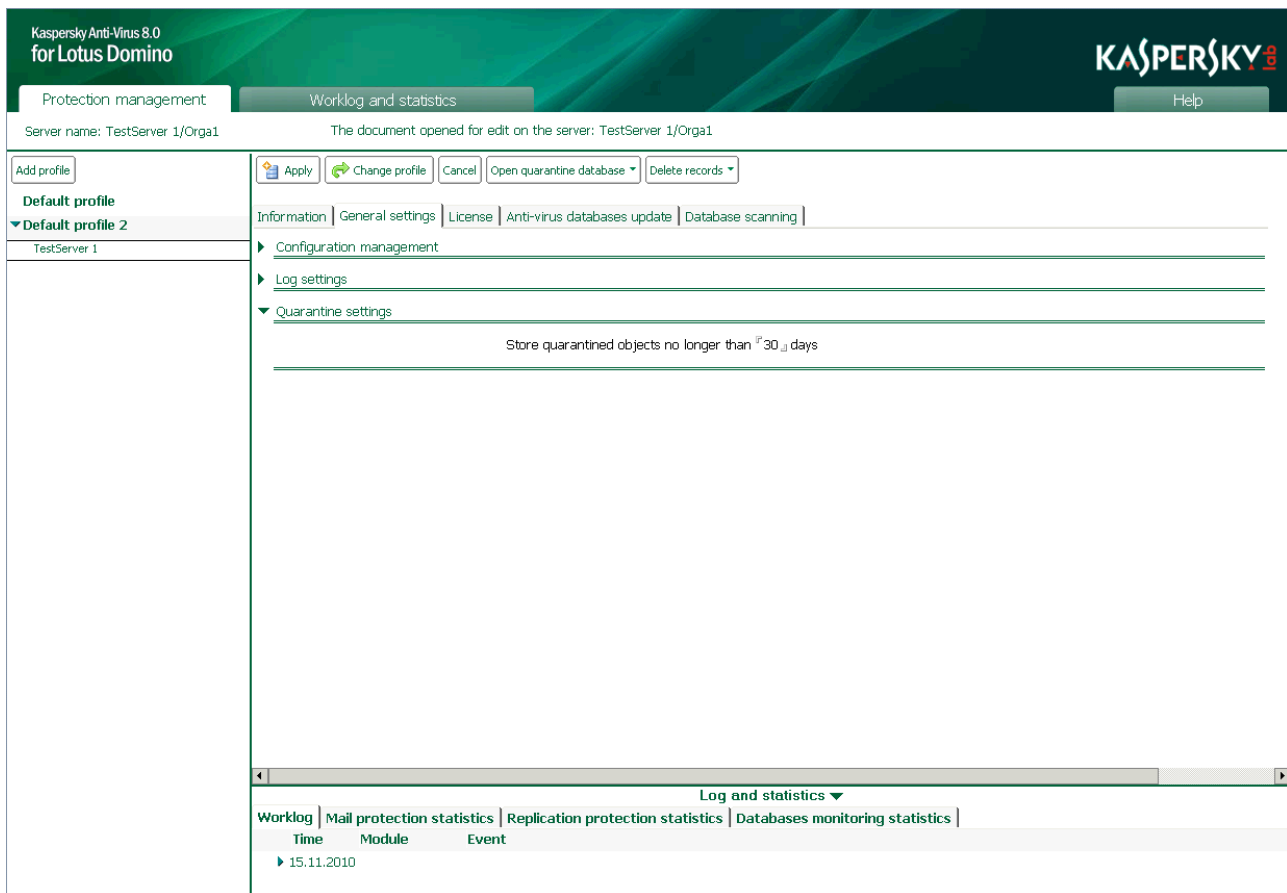 Kaspersky Anti-Virus 8.0
for Lotus Domino
KASPERSKY lab
Protection management
Worklog and statistics
Help
Server name: TestServer 1/Orga1
The document opened for edit on the server: TestServer 1/Orga1
Add profile
Apply
Change profile
Cancel
Open quarantine database
Delete records
Default profile
Default profile 2
TestServer 1
Information
General settings
License
Anti-virus databases update
Database scanning
Configuration management
Log settings
Quarantine settings
Store quarantined objects no longer than 『30』 days
Log and statistics
Worklog
Mail protection statistics
Replication protection statistics
Databases monitoring statistics
Time Module Event
15.11.2010